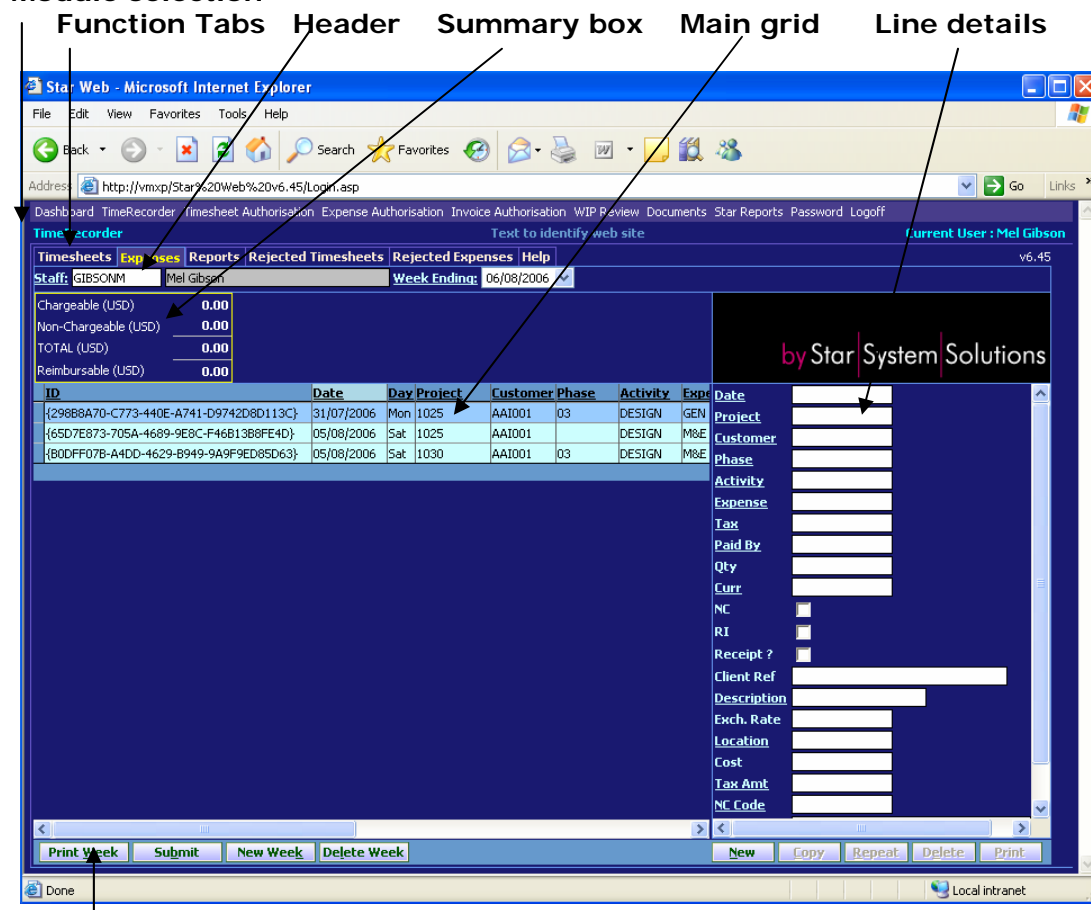 Module selection
Function Tabs Header Summary box Main grid Line details
Star Web - Microsoft Internet Explorer
File Edit View Favorites Tools Help
Back Search Favorites
Address http://vmxp/Star%20Web%20v6.45/Login.asp Go Links
Dashboard TimeRecorder Timesheet Authorisation Expense Authorisation Invoice Authorisation WIP Review Documents Star Reports Password Logoff
TimeRecorder Text to identify web site Current User : Mel Gibson
Timesheets Expenses Reports Rejected Timesheets Rejected Expenses Help v6.45
Staff: GIBSONM Mel Gibson Week Ending: 06/08/2006
Chargeable (USD) 0.00
Non-Chargeable (USD) 0.00
TOTAL (USD) 0.00
Reimbursable (USD) 0.00
by Star System Solutions
ID Date Day Project Customer Phase Activity Expe
{298B8A70-C773-440E-A741-D9742D8D113C} 31/07/2006 Mon 1025 AAI001 03 DESIGN GEN
{65D7E873-705A-4689-9E8C-F46B13B8FE4D} 05/08/2006 Sat 1025 AAI001 DESIGN M&E
{B0DFF07B-A4DD-4629-B949-9A9F9ED85D63} 05/08/2006 Sat 1030 AAI001 03 DESIGN M&E
Date
Project
Customer
Phase
Activity
Expense
Tax
Paid By
Qty
Curr
NC
RI
Receipt ?
Client Ref
Description
Exch. Rate
Location
Cost
Tax Amt
NC Code
Print Week Submit New Week Delete Week New Copy Repeat Delete Print
Done Local intranet